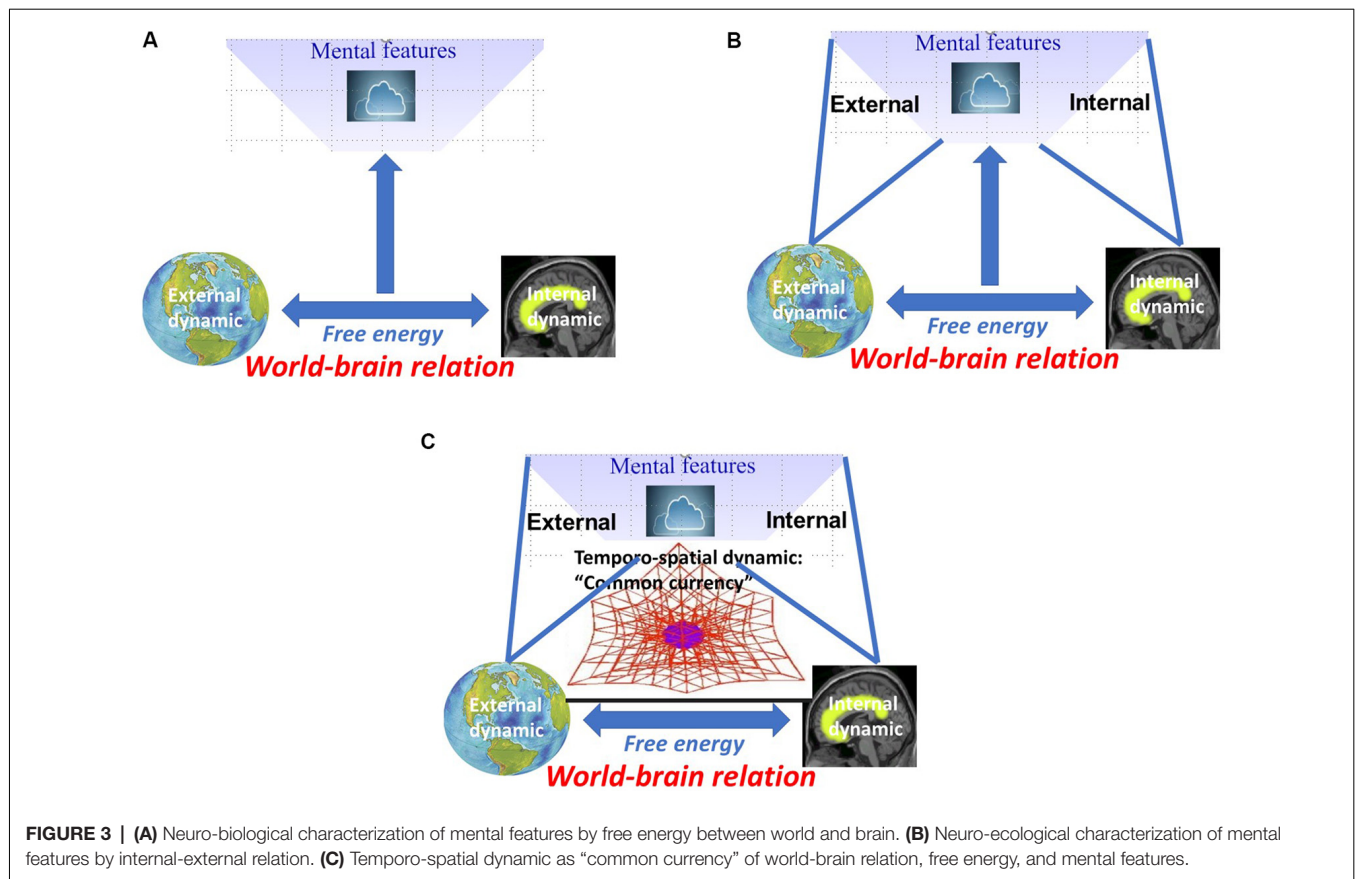 A
Mental features
External
dynamic
Internal
dynamic
Free energy
World-brain relation
B
Mental features
External
Internal
External
dynamic
Internal
dynamic
Free energy
World-brain relation
C
Mental features
External
Internal
Temporo-spatial dynamic:
“Common currency”
External
dynamic
Internal
dynamic
Free energy
World-brain relation
FIGURE 3 | (A) Neuro-biological characterization of mental features by free energy between world and brain. (B) Neuro-ecological characterization of mental
features by internal-external relation. (C) Temporo-spatial dynamic as “common currency” of world-brain relation, free energy, and mental features.